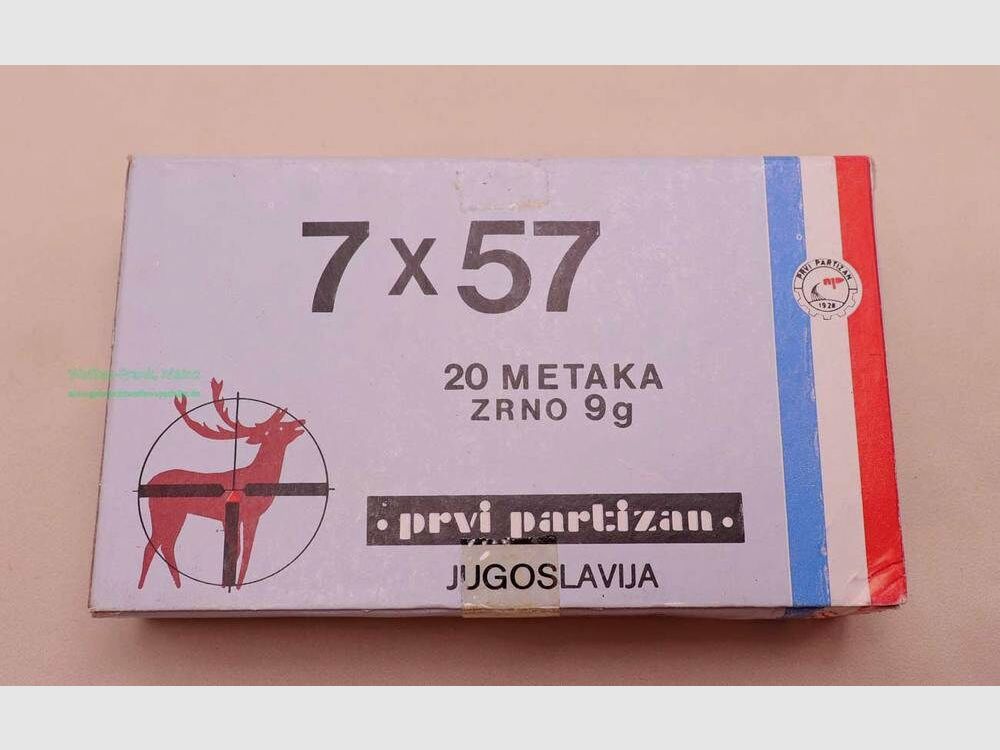 7 x 57
PRVI PARTIZAN
1928
20 METAKA
ZRNO 9g
• prvi partizan •
JUGOSLAVIJA